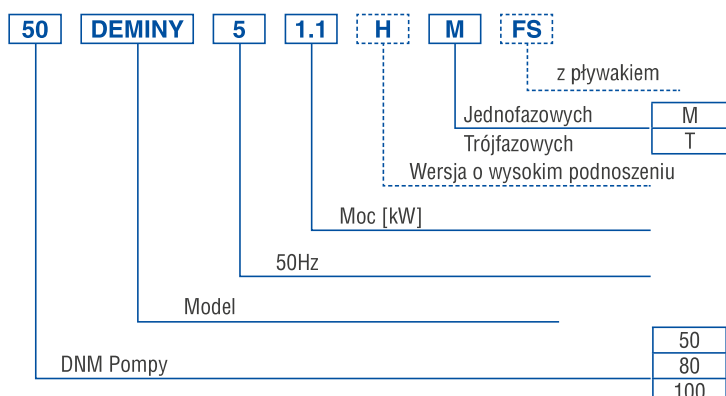 50 DEMINY 5 1.1 H M FS
z pływakiem
Jednofazowych M
Trójfazowych T
Wersja o wysokim podnoszeniu
Moc [kW]
50Hz
Model
50
DNM Pompy 80
100